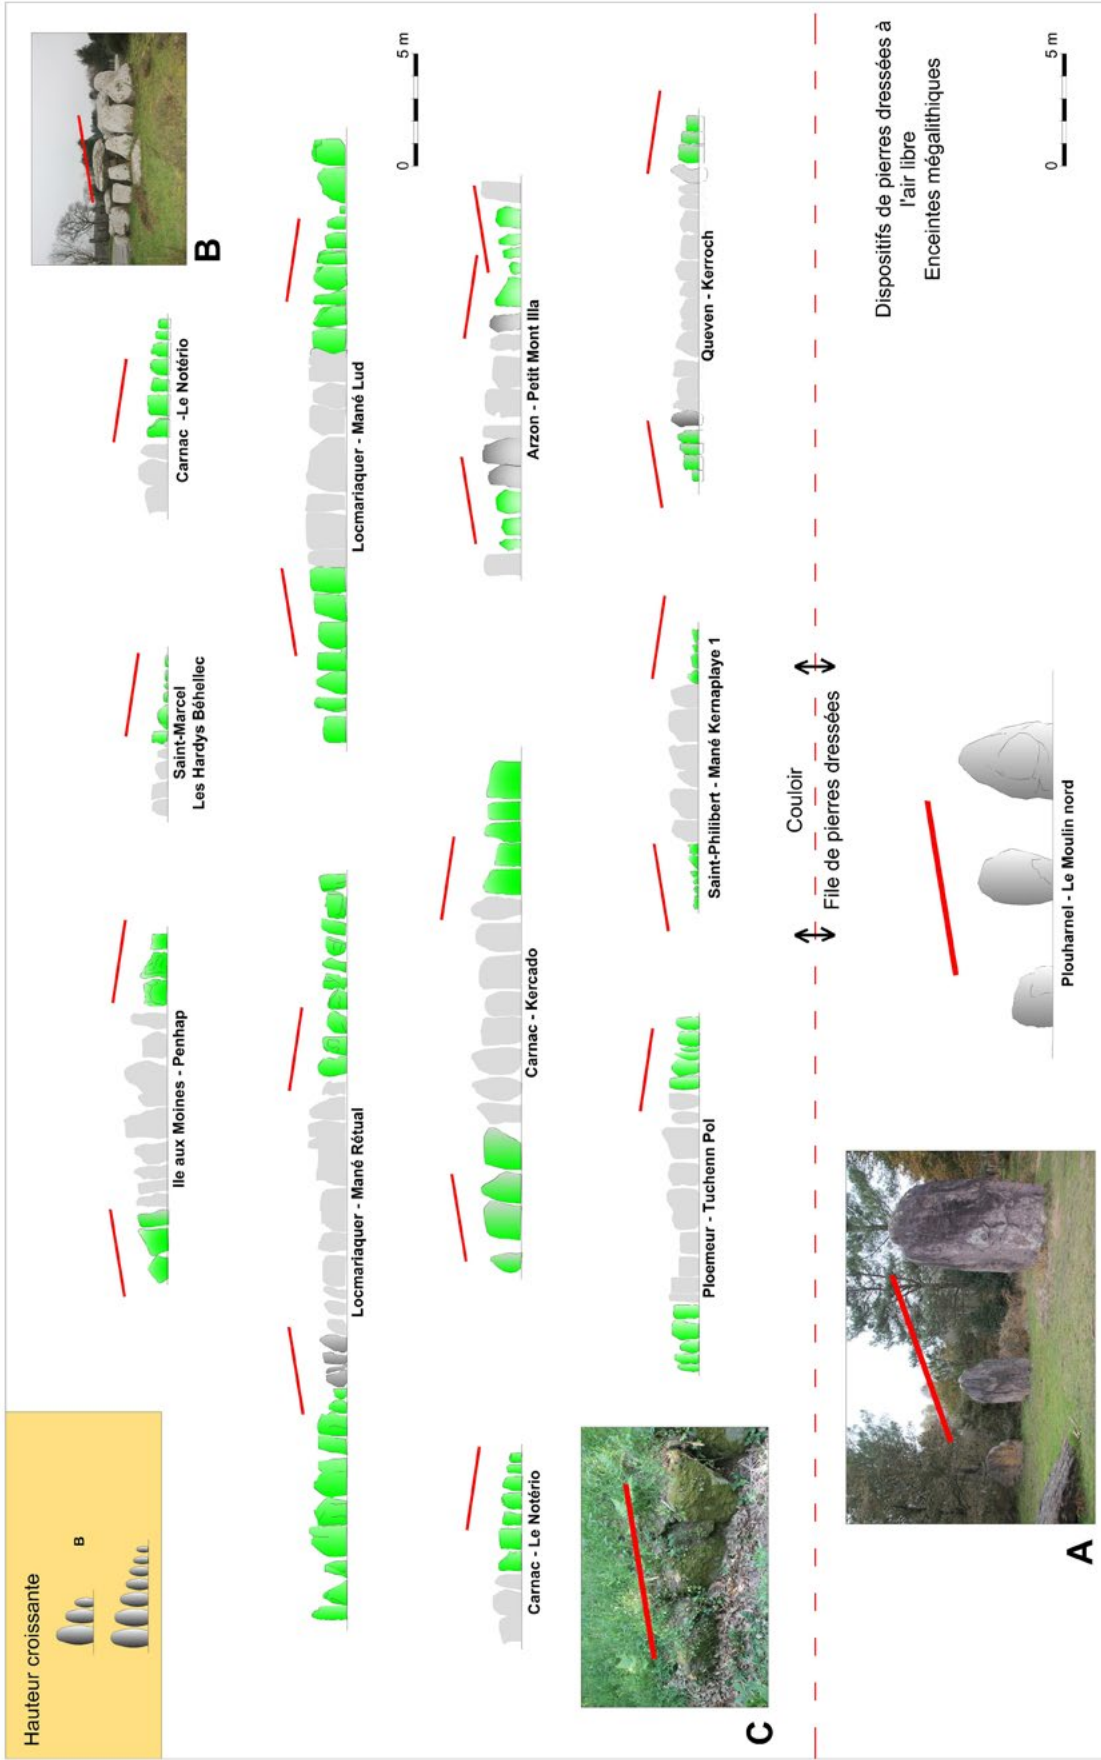 Hauteur croissante
B
Ile aux Moines - Penhap
Saint-Marcel
Les Hardys Béhellec
Carnac -Le Notério
B
Locmariaquer - Mané Rétual
Locmariaquer - Mané Lud
0 5 m
Carnac - Le Notério
Carnac - Kercado
Arzon - Petit Mont IIIa
C
Ploemeur - Tuchenn Pol
Saint-Philibert - Mané Kernaplaye 1
Queven - Kerroch
Couloir
File de pierres dressées
A
Plouharnel - Le Moulin nord
Dispositifs de pierres dressées à
l'air libre
Enceintes mégalithiques
0 5 m